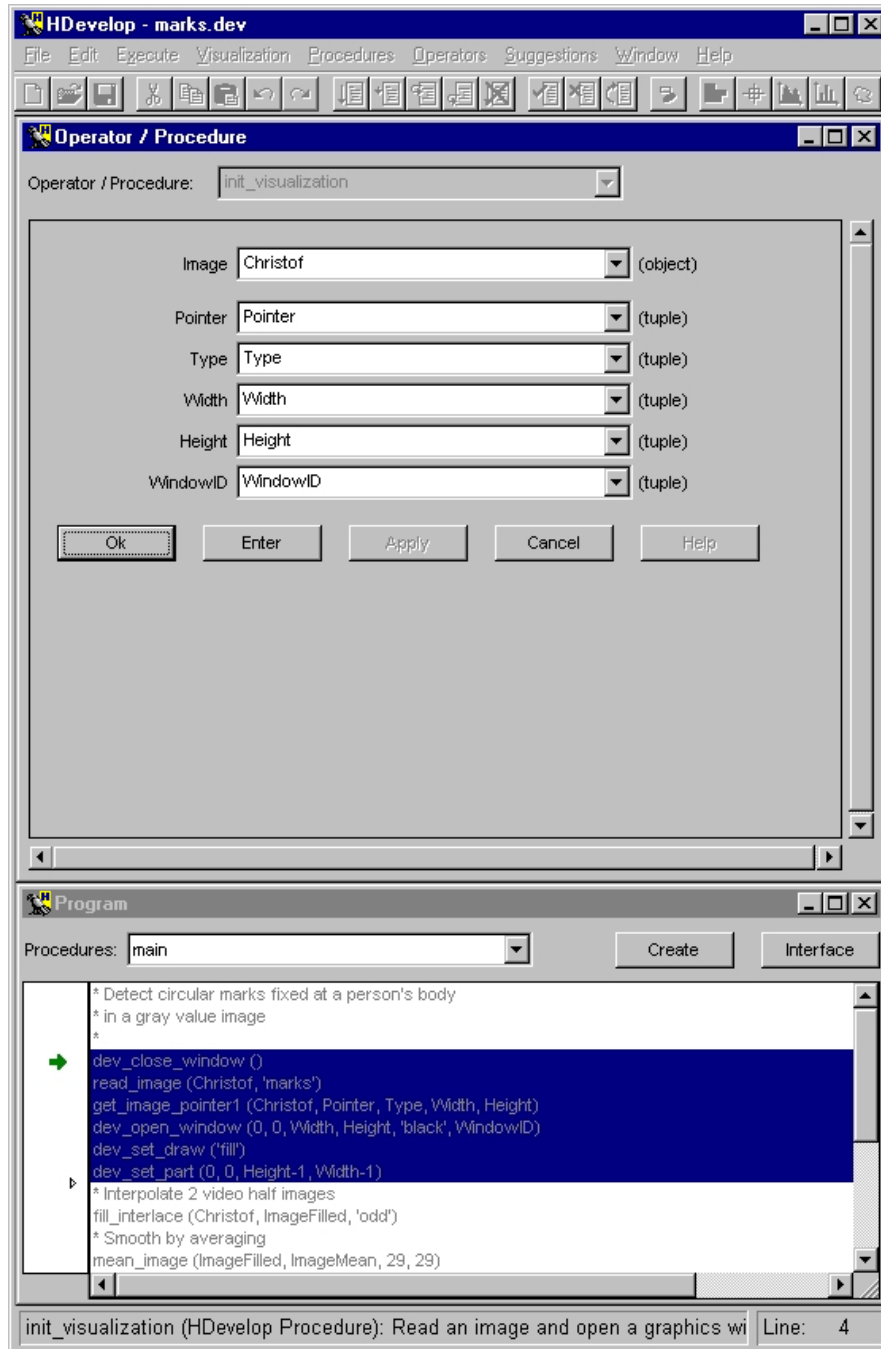 HDevelop - marks.dev
File Edit Execute Visualization Procedures Operators Suggestions Window Help
Operator / Procedure
Operator / Procedure: init_visualization
Image Christof (object)
Pointer Pointer (tuple)
Type Type (tuple)
Width Width (tuple)
Height Height (tuple)
WindowID WindowID (tuple)
Ok Enter Apply Cancel Help
Program
Procedures: main Create Interface
* Detect circular marks fixed at a person's body
* in a gray value image
*
dev_close_window ()
read_image (Christof, 'marks')
get_image_pointer1 (Christof, Pointer, Type, Width, Height)
dev_open_window (0, 0, Width, Height, 'black', WindowID)
dev_set_draw ('fill')
dev_set_part (0, 0, Height-1, Width-1)
* Interpolate 2 video half images
fill_interlace (Christof, ImageFilled, 'odd')
* Smooth by averaging
mean_image (ImageFilled, ImageMean, 29, 29)
init_visualization (HDevelop Procedure): Read an image and open a graphics wi Line: 4